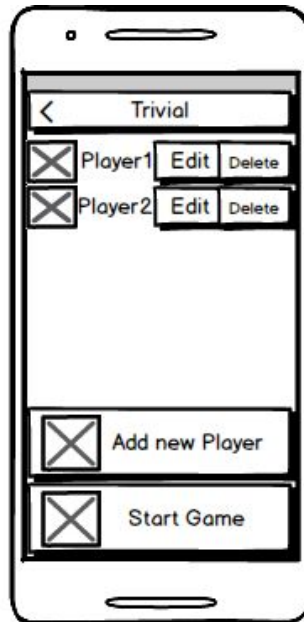 < Trivial
Player1 Edit Delete
Player2 Edit Delete
Add new Player
Start Game